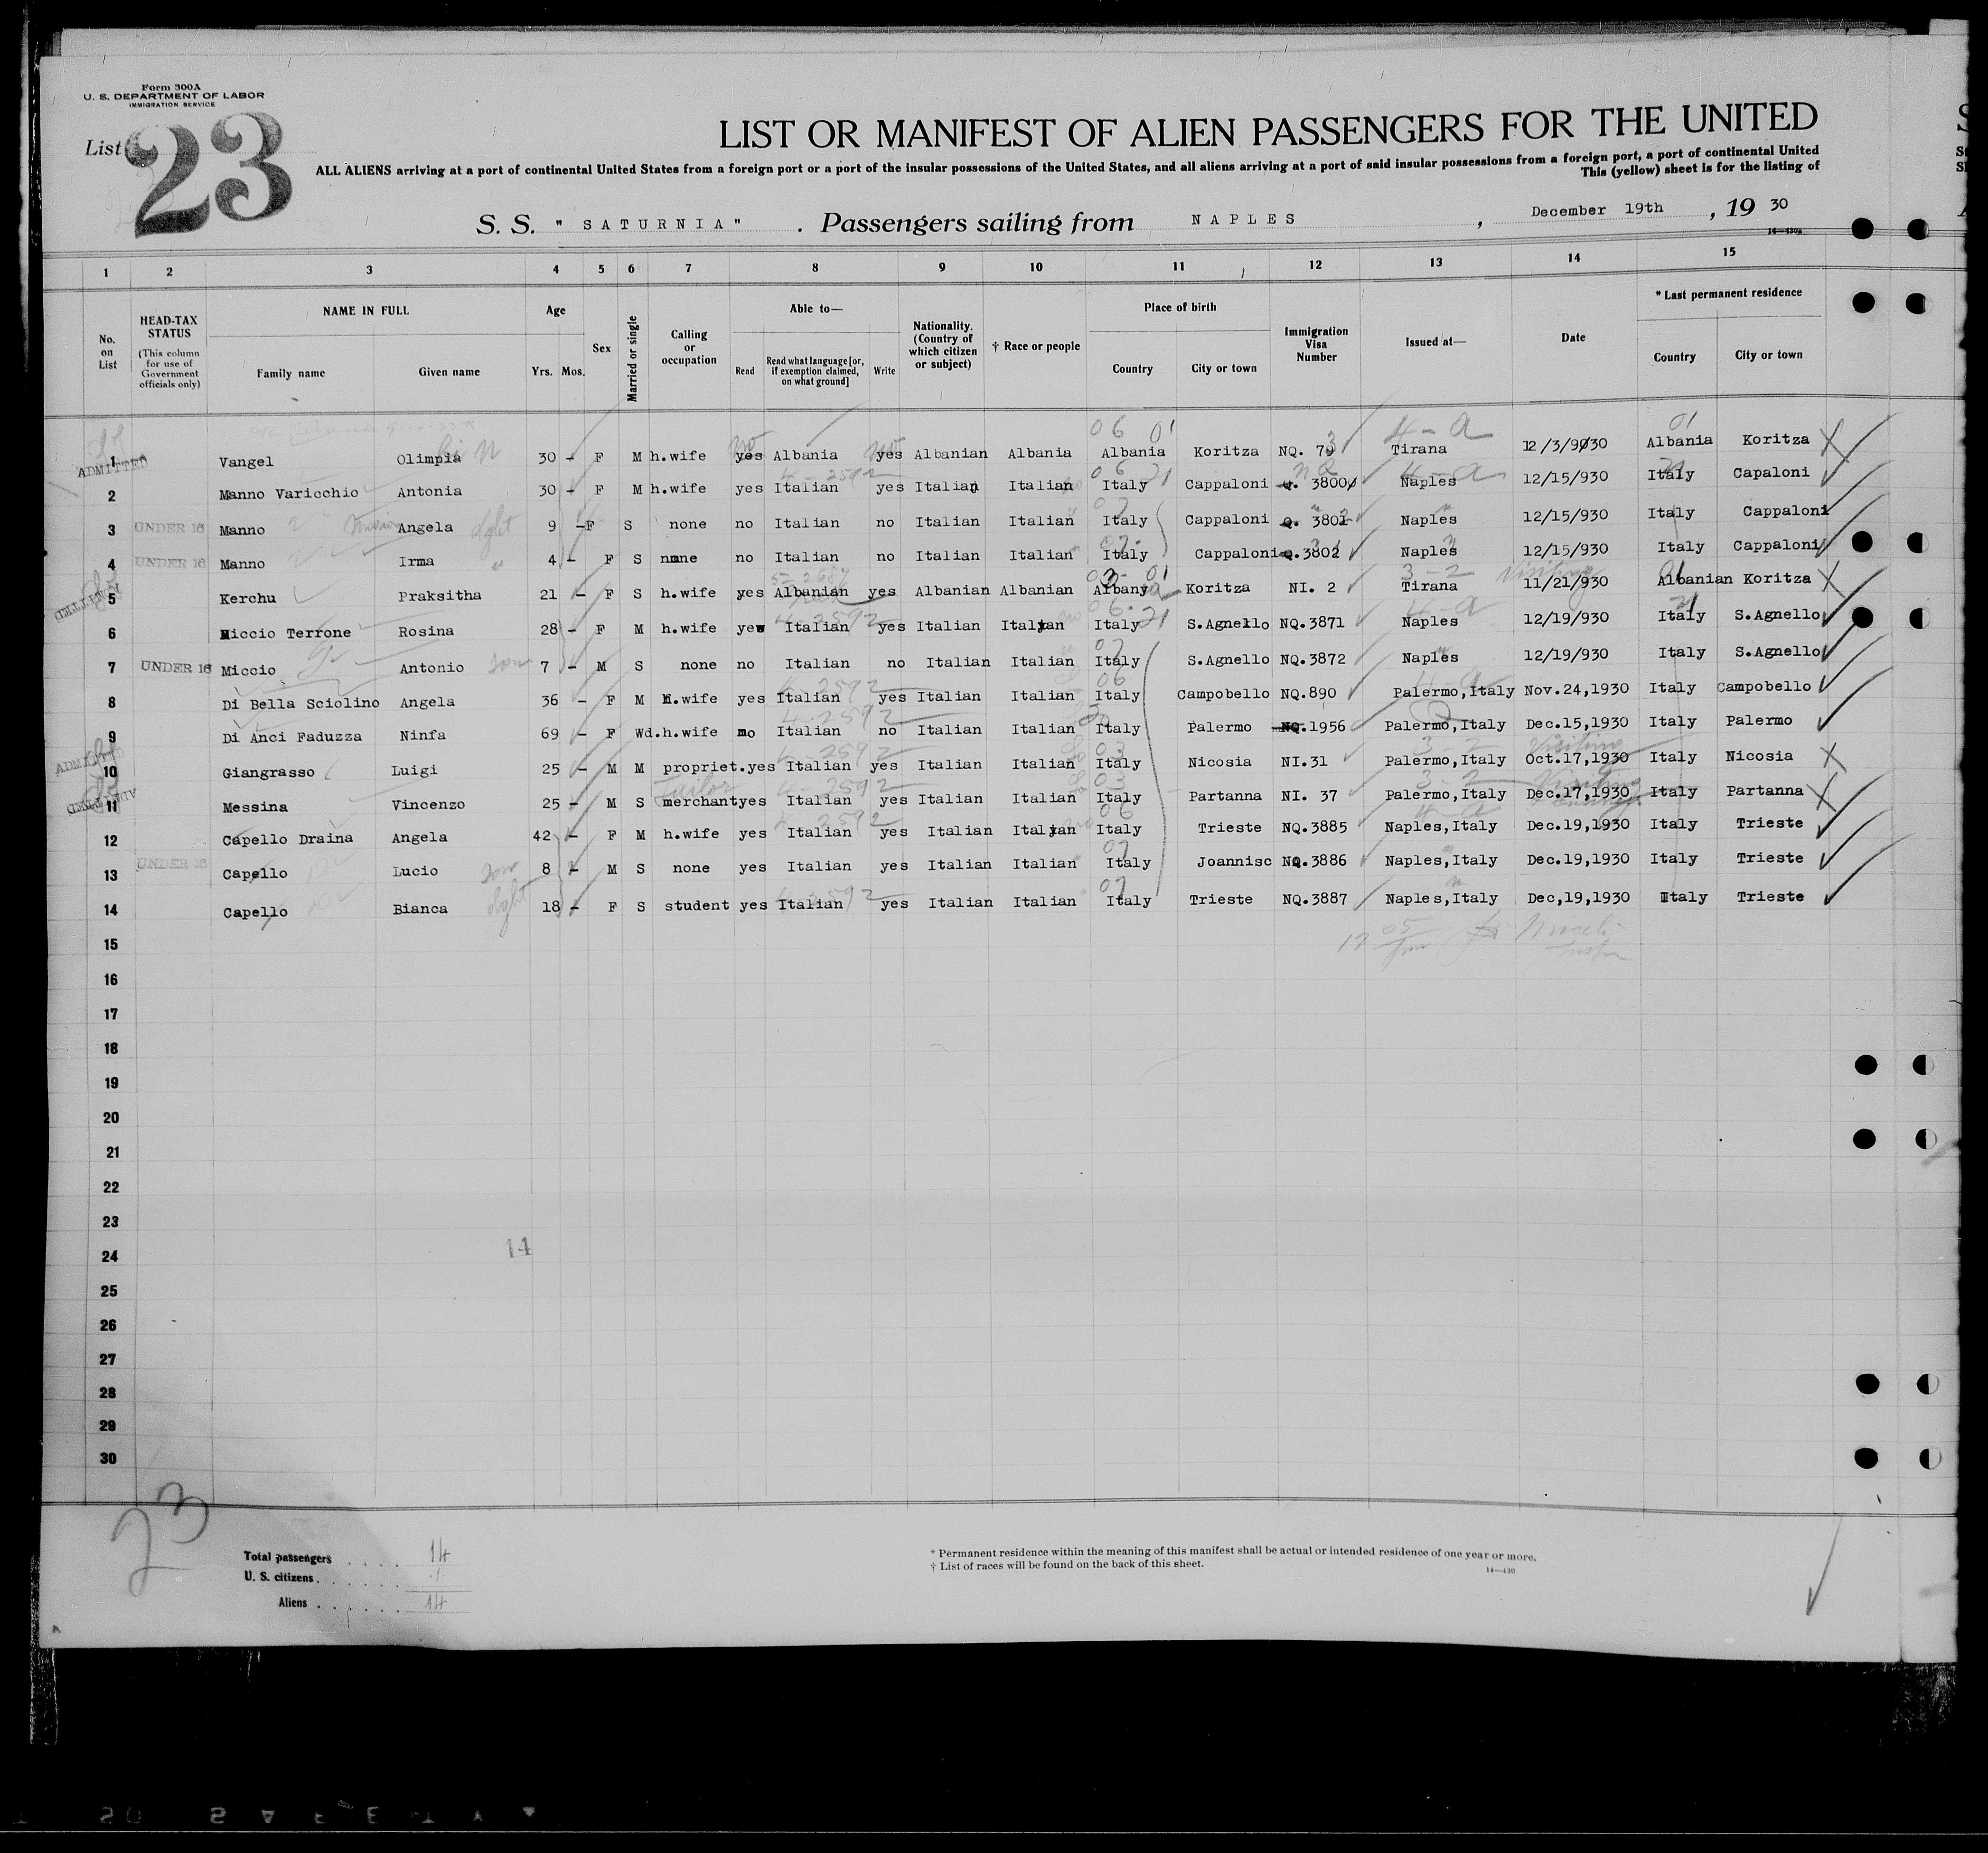 Form 500A
U. S. DEPARTMENT OF LABOR
IMMIGRATION SERVICE
List 23
LIST OR MANIFEST OF ALIEN PASSENGERS FOR THE UNITED
ALL ALIENS arriving at a port of continental United States from a foreign port or a port of the insular possessions of the United States, and all aliens arriving at a port of said insular possessions from a foreign port, a port of continental United
This (yellow) sheet is for the listing of
S. S. " SATURNIA " . Passengers sailing from NAPLES , December 19th , 19 30
14—430a
1 2 3 4 5 6 7 8 9 10 11 12 13 14 15
No. on List
HEAD-TAX STATUS (This column for use of Government officials only)
NAME IN FULL Family name Given name
Age Yrs. Mos.
Sex
Married or single
Calling or occupation
Able to— Read Read what language [or, if exemption claimed, on what ground] Write
Nationality. (Country of which citizen or subject)
† Race or people
Place of birth Country City or town
Immigration Visa Number
Issued at—
Date
* Last permanent residence Country City or town
06 01 4-a 01
ADMITTED 1 Vangel Olimpia 30 - F M h.wife yes Albania yes Albanian Albania Albania Koritza NQ. 79 Tirana 12/3/930 Albania Koritza
2 Manno Varicchio Antonia 30 - F M h.wife yes Italian yes Italian Italian Italy Cappaloni 3800 Naples 12/15/930 Italy Capaloni
3 UNDER 16 Manno Angela 9 - F S none no Italian no Italian Italian Italy Cappaloni Q. 3801 Naples 12/15/930 Italy Cappaloni
4 UNDER 16 Manno Irma 4 - F S none no Italian no Italian Italian Italy Cappaloni Q.3802 Naples 12/15/930 Italy Cappaloni
5 Kerchu Praksitha 21 - F S h.wife yes Albanian yes Albanian Albanian Albany Koritza NI. 2 Tirana 11/21/930 Albanian Koritza
3-2 Visiting
6 Miccio Terrone Rosina 28 - F M h.wife yes Italian yes Italian Italian Italy S.Agnello NQ.3871 Naples 12/19/930 Italy S.Agnello
7 UNDER 16 Miccio Antonio son 7 - M S none no Italian no Italian Italian Italy S.Agnello NQ.3872 Naples 12/19/930 Italy S.Agnello
8 Di Bella Sciolino Angela 36 - F M h.wife yes Italian yes Italian Italian Italy Campobello NQ.890 Palermo,Italy Nov.24,1930 Italy Campobello
9 Di Anci Faduzza Ninfa 69 - F Wd. h.wife no Italian no Italian Italian Italy Palermo NQ.1956 Palermo,Italy Dec.15,1930 Italy Palermo
ADMITTED 10 Giangrasso Luigi 25 - M M propriet. yes Italian yes Italian Italian Italy Nicosia NI.31 Palermo,Italy Oct.17,1930 Italy Nicosia
3-2 Visiting
11 Messina Vincenzo 25 - M S merchant Tailor yes Italian yes Italian Italian Italy Partanna NI. 37 Palermo,Italy Dec.17,1930 Italy Partanna
12 Capello Draina Angela 42 - F M h.wife yes Italian yes Italian Italian Italy Trieste NQ.3885 Naples,Italy Dec.19,1930 Italy Trieste
13 UNDER 16 Capello Lucio son 8 - M S none yes Italian yes Italian Italian Italy Joannisc NQ.3886 Naples,Italy Dec.19,1930 Italy Trieste
14 Capello Bianca 18 - F S student yes Italian yes Italian Italian Italy Trieste NQ.3887 Naples,Italy Dec,19,1930 Italy Trieste
15
16
17
18
19
20
21
22
23
24 14
25
26
27
28
29
30
23
Total passengers . . . . 14
U. S. citizens . . . . . .
Aliens . . . . . . 14
* Permanent residence within the meaning of this manifest shall be actual or intended residence of one year or more.
† List of races will be found on the back of this sheet.
14—430